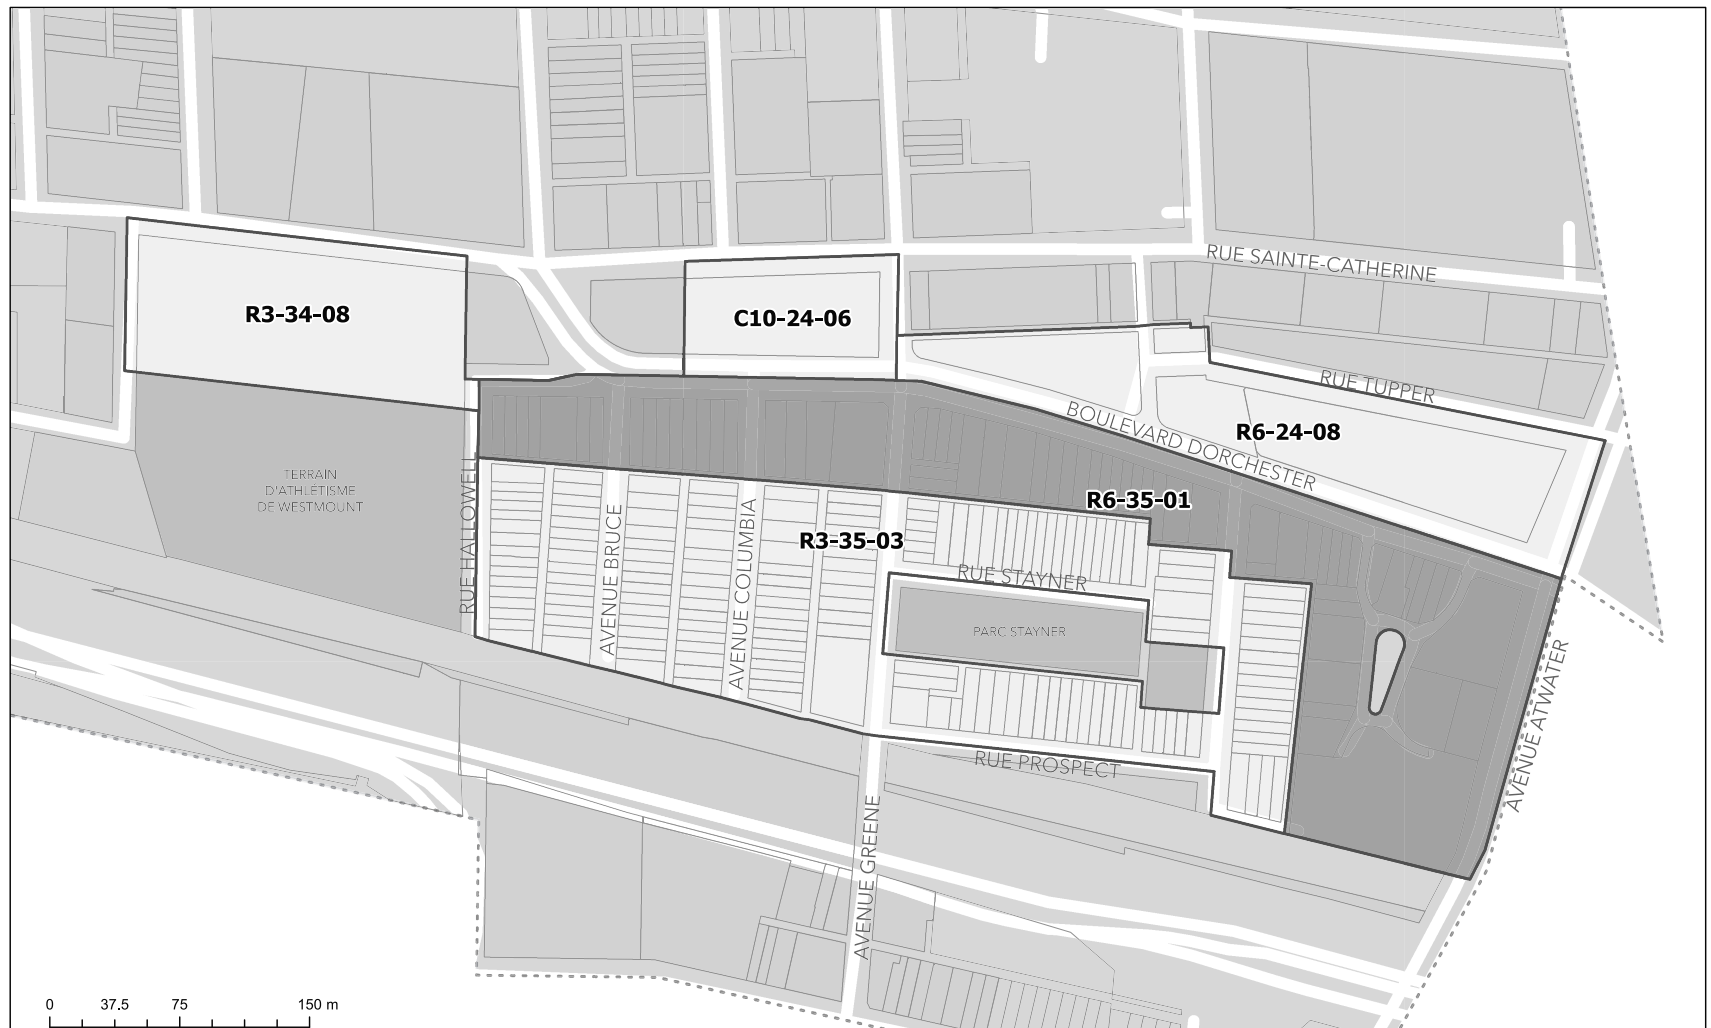 RUE SAINTE-CATHERINE
R3-34-08
C10-24-06
RUE TUPPER
BOULEVARD DORCHESTER
R6-24-08
TERRAIN
D'ATHLÉTISME
DE WESTMOUNT
RUE HALLOWELL
R6-35-01
AVENUE BRUCE
AVENUE COLUMBIA
R3-35-03
RUE STAYNER
PARC STAYNER
AVENUE ATWATER
RUE PROSPECT
AVENUE GREENE
0 37.5 75 150 m